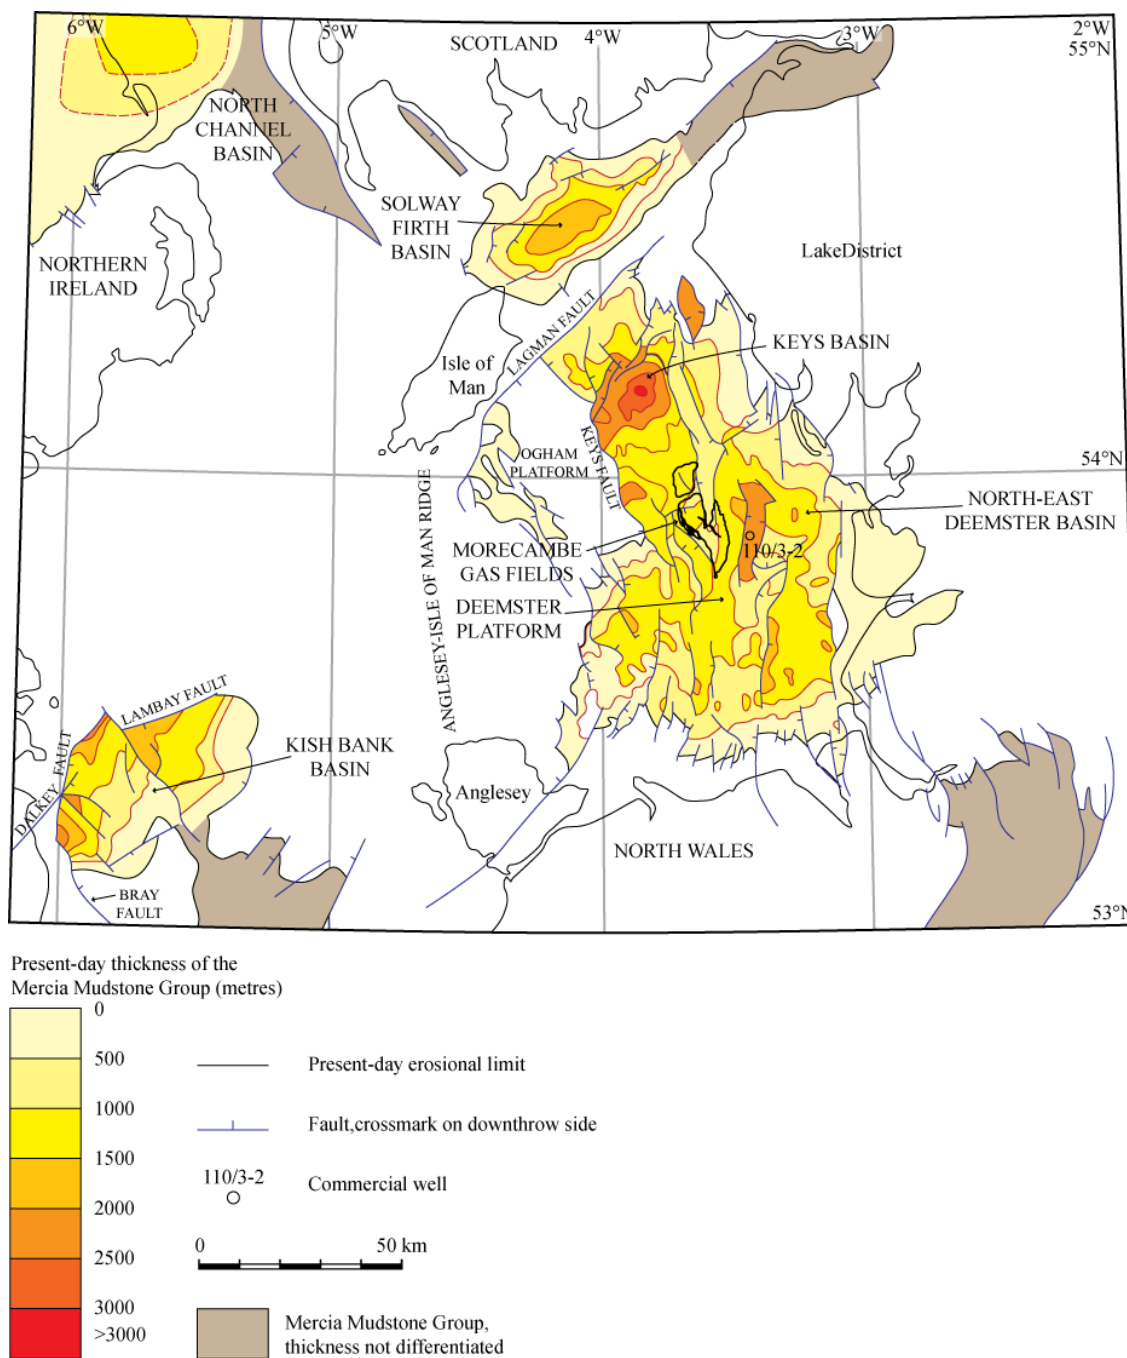 6°W
5°W
4°W
3°W
2°W
55°N
SCOTLAND
NORTH
CHANNEL
BASIN
SOLWAY
FIRTH
BASIN
LakeDistrict
NORTHERN
IRELAND
LAGMAN FAULT
KEYS BASIN
Isle of
Man
KEYS FAULT
OGHAM
PLATFORM
54°N
ANGLESEY-ISLE OF MAN RIDGE
NORTH-EAST
DEEMSTER BASIN
MORECAMBE
GAS FIELDS
110/3-2
DEEMSTER
PLATFORM
LAMBAY FAULT
KISH BANK
BASIN
DALKEY FAULT
Anglesey
NORTH WALES
BRAY
FAULT
53°N
Present-day thickness of the
Mercia Mudstone Group (metres)
0
500
1000
1500
2000
2500
3000
>3000
Present-day erosional limit
Fault,crossmark on downthrow side
110/3-2
Commercial well
0 50 km
Mercia Mudstone Group,
thickness not differentiated